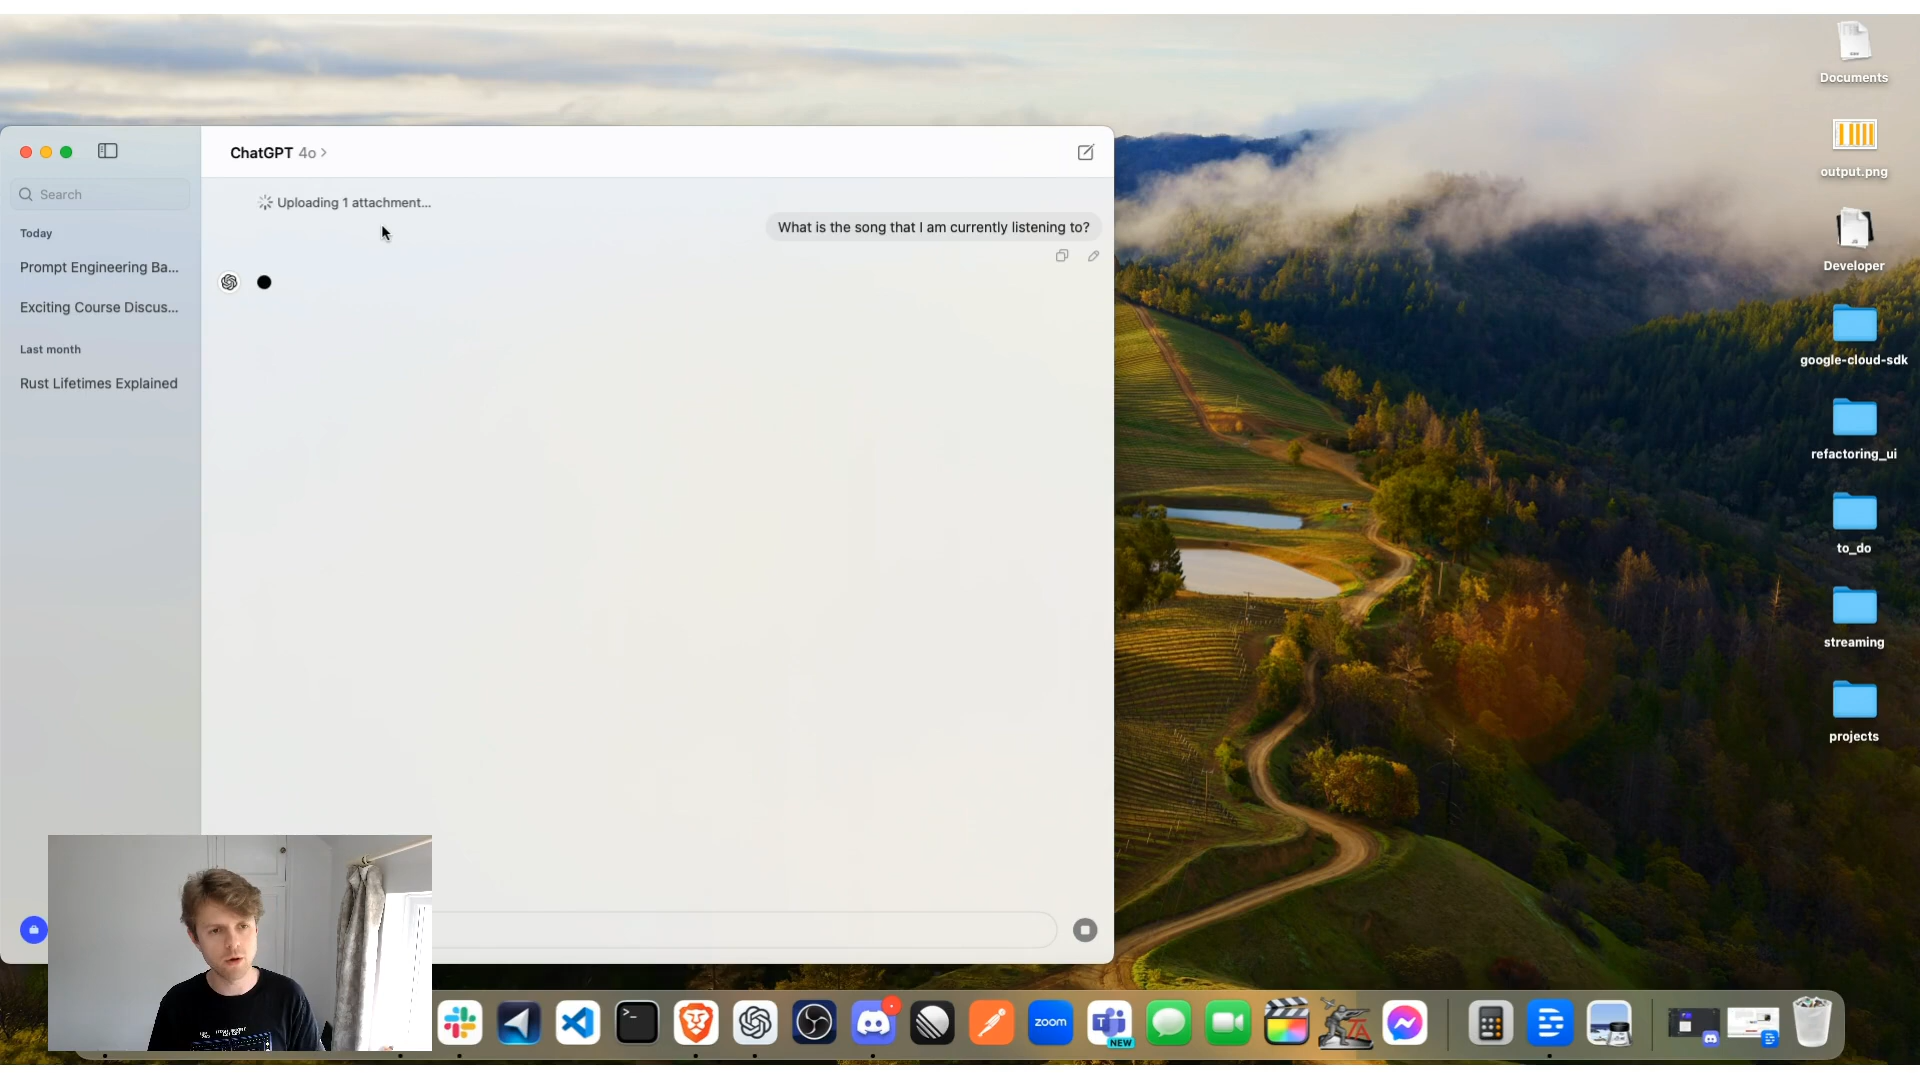 Documents
output.png
Developer
google-cloud-sdk
refactoring_ui
to_do
streaming
projects
ChatGPT 4o >
Search
Today
Prompt Engineering Ba...
Exciting Course Discus...
Last month
Rust Lifetimes Explained
Uploading 1 attachment...
What is the song that I am currently listening to?
zoom
NEW